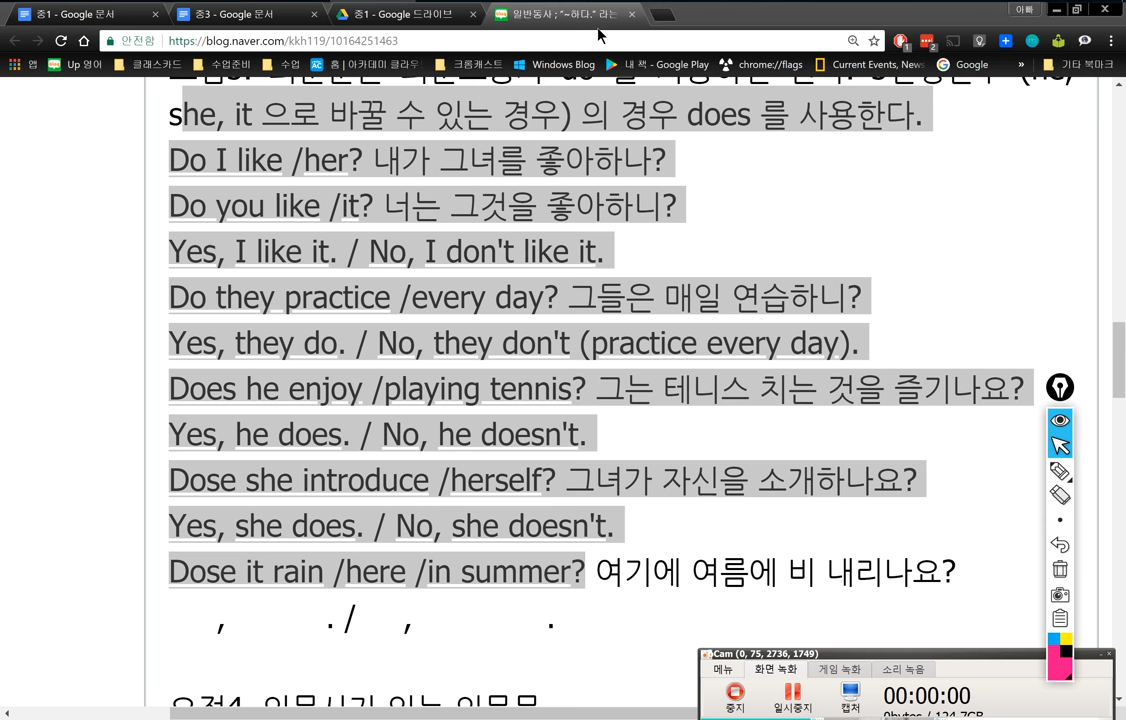 중1 - Google 문서
중3 - Google 문서
중1 - Google 드라이브
일반동사 ; "~하다." 라는
아빠
안전함
https://blog.naver.com/kkh119/10164251463
앱
Up 영어
클래스카드
수업준비
수업
홈 | 아카데미 클라우
크롬캐스트
Windows Blog
내 책 - Google Play
chrome://flags
Current Events, News
Google
»
기타 북마크
she, it 으로 바꿀 수 있는 경우) 의 경우 does 를 사용한다.
Do I like /her? 내가 그녀를 좋아하나?
Do you like /it? 너는 그것을 좋아하니?
Yes, I like it. / No, I don't like it.
Do they practice /every day? 그들은 매일 연습하니?
Yes, they do. / No, they don't (practice every day).
Does he enjoy /playing tennis? 그는 테니스 치는 것을 즐기나요?
Yes, he does. / No, he doesn't.
Dose she introduce /herself? 그녀가 자신을 소개하나요?
Yes, she does. / No, she doesn't.
Dose it rain /here /in summer? 여기에 여름에 비 내리나요?
, . / , .
oCam (0, 75, 2736, 1749)
메뉴
화면 녹화
게임 녹화
소리 녹음
중지
일시중지
캡처
00:00:00